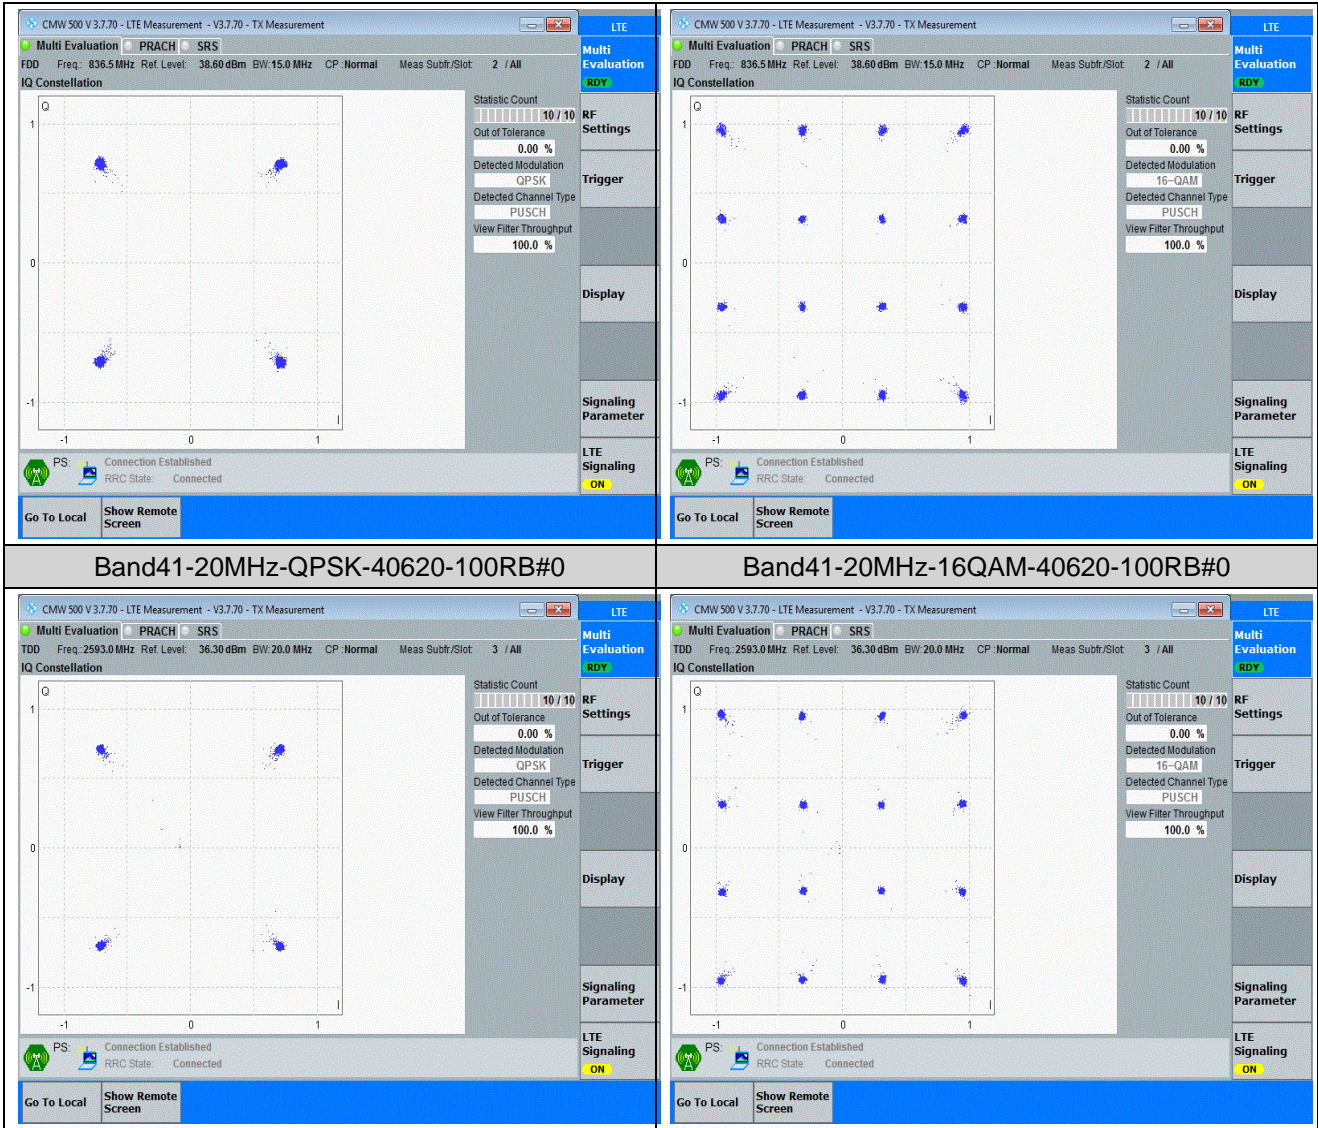 CMW 500 V 3.7.70 - LTE Measurement - V3.7.70 - TX Measurement
LTE
Multi Evaluation PRACH SRS
Multi
Evaluation
RDY
FDD Freq.: 836.5 MHz Ref. Level: 38.60 dBm BW: 15.0 MHz CP :Normal Meas Subfr./Slot: 2 / All
IQ Constellation
Q
1
0
-1
-1 0 1
I
Statistic Count
10 / 10
Out of Tolerance
0.00 %
Detected Modulation
QPSK
Detected Channel Type
PUSCH
View Filter Throughput
100.0 %
RF
Settings
Trigger
Display
Signaling
Parameter
LTE
Signaling
ON
PS: Connection Established
RRC State: Connected
Go To Local
Show Remote
Screen
CMW 500 V 3.7.70 - LTE Measurement - V3.7.70 - TX Measurement
LTE
Multi Evaluation PRACH SRS
Multi
Evaluation
RDY
FDD Freq.: 836.5 MHz Ref. Level: 38.60 dBm BW: 15.0 MHz CP :Normal Meas Subfr./Slot: 2 / All
IQ Constellation
Q
1
0
-1
-1 0 1
I
Statistic Count
10 / 10
Out of Tolerance
0.00 %
Detected Modulation
16-QAM
Detected Channel Type
PUSCH
View Filter Throughput
100.0 %
RF
Settings
Trigger
Display
Signaling
Parameter
LTE
Signaling
ON
PS: Connection Established
RRC State: Connected
Go To Local
Show Remote
Screen
Band41-20MHz-QPSK-40620-100RB#0
Band41-20MHz-16QAM-40620-100RB#0
CMW 500 V 3.7.70 - LTE Measurement - V3.7.70 - TX Measurement
LTE
Multi Evaluation PRACH SRS
Multi
Evaluation
RDY
TDD Freq.: 2593.0 MHz Ref. Level: 36.30 dBm BW: 20.0 MHz CP :Normal Meas Subfr./Slot: 3 / All
IQ Constellation
Q
1
0
-1
-1 0 1
I
Statistic Count
10 / 10
Out of Tolerance
0.00 %
Detected Modulation
QPSK
Detected Channel Type
PUSCH
View Filter Throughput
100.0 %
RF
Settings
Trigger
Display
Signaling
Parameter
LTE
Signaling
ON
PS: Connection Established
RRC State: Connected
Go To Local
Show Remote
Screen
CMW 500 V 3.7.70 - LTE Measurement - V3.7.70 - TX Measurement
LTE
Multi Evaluation PRACH SRS
Multi
Evaluation
RDY
TDD Freq.: 2593.0 MHz Ref. Level: 36.30 dBm BW: 20.0 MHz CP :Normal Meas Subfr./Slot: 3 / All
IQ Constellation
Q
1
0
-1
-1 0 1
I
Statistic Count
10 / 10
Out of Tolerance
0.00 %
Detected Modulation
16-QAM
Detected Channel Type
PUSCH
View Filter Throughput
100.0 %
RF
Settings
Trigger
Display
Signaling
Parameter
LTE
Signaling
ON
PS: Connection Established
RRC State: Connected
Go To Local
Show Remote
Screen